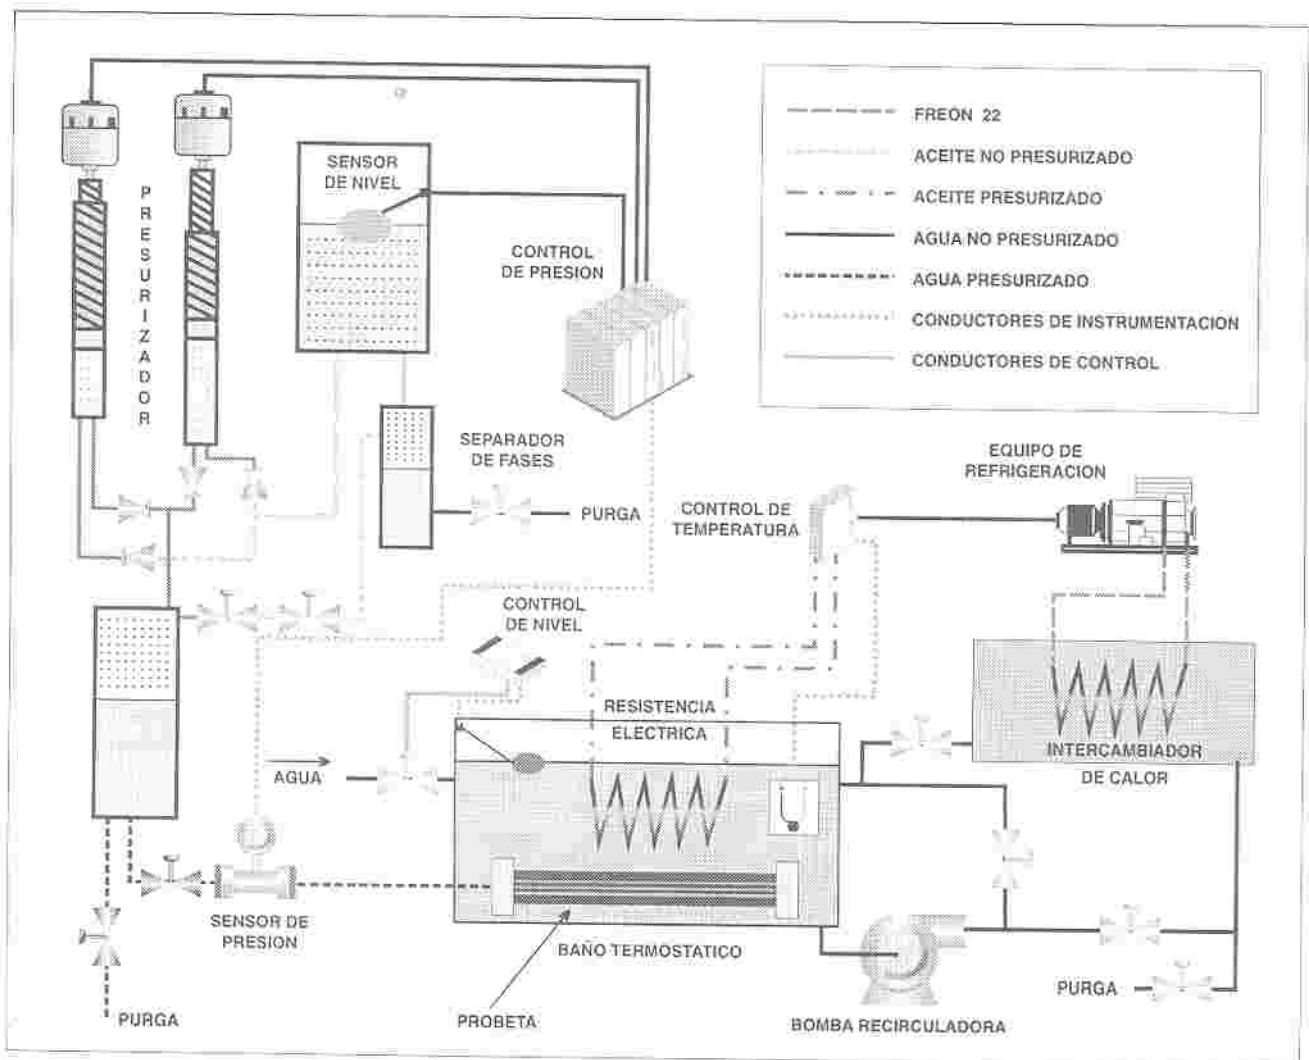 PRESURIZADOR
SENSOR
DE NIVEL
CONTROL
DE PRESION
FREON 22
ACEITE NO PRESURIZADO
ACEITE PRESURIZADO
AGUA NO PRESURIZADO
AGUA PRESURIZADO
CONDUCTORES DE INSTRUMENTACION
CONDUCTORES DE CONTROL
SEPARADOR
DE FASES
PURGA
CONTROL DE
TEMPERATURA
EQUIPO DE
REFRIGERACION
CONTROL
DE NIVEL
RESISTENCIA
ELECTRICA
INTERCAMBIADOR
DE CALOR
AGUA
SENSOR DE
PRESION
BAÑO TERMOSTATICO
PURGA
PURGA
PROBETA
BOMBA RECIRCULADORA